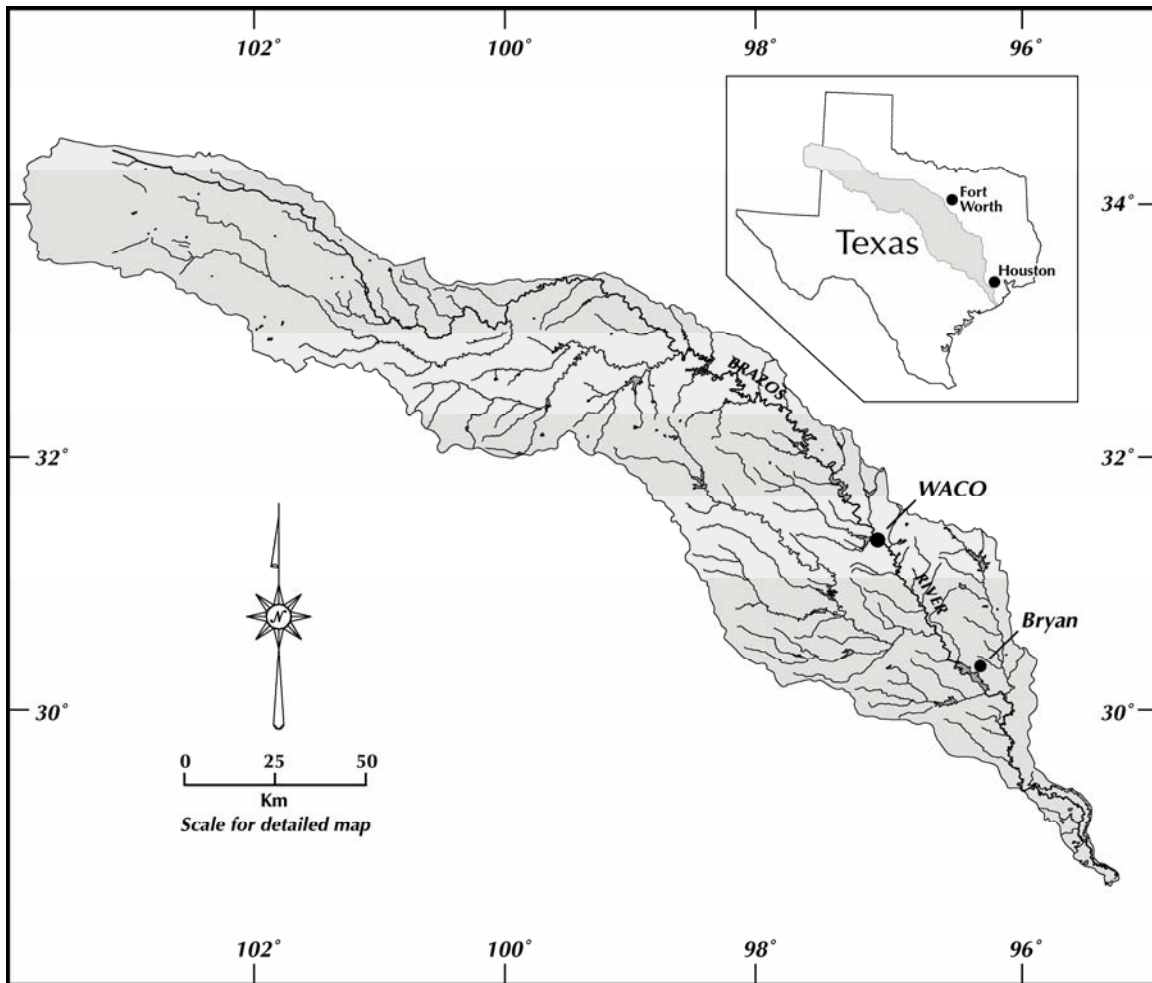 102°
100°
98°
96°
Texas
Fort
Worth
Houston
34°
34°
BRAZOS
32°
32°
WACO
RIVER
Bryan
N
30°
30°
0
25
50
Km
Scale for detailed map
102°
100°
98°
96°